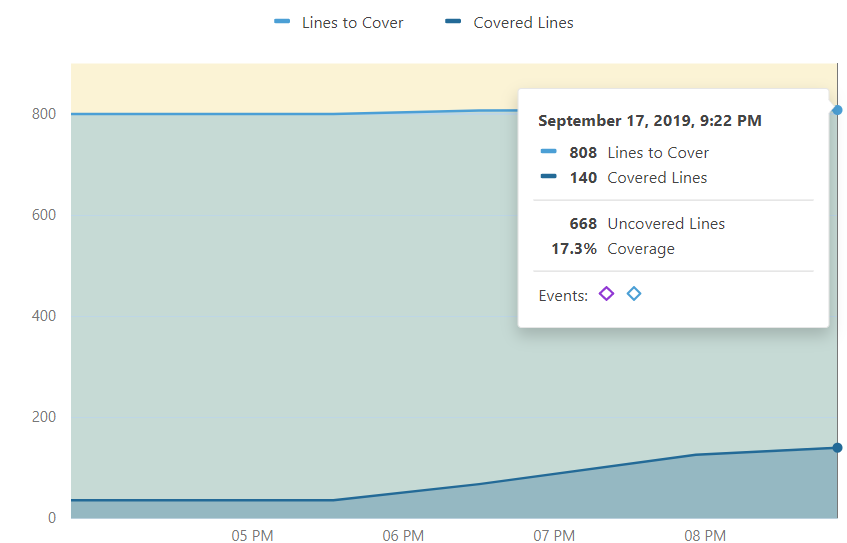 Lines to Cover Covered Lines
800
600
400
200
0
September 17, 2019, 9:22 PM
808 Lines to Cover
140 Covered Lines
668 Uncovered Lines
17.3% Coverage
Events:
05 PM 06 PM 07 PM 08 PM